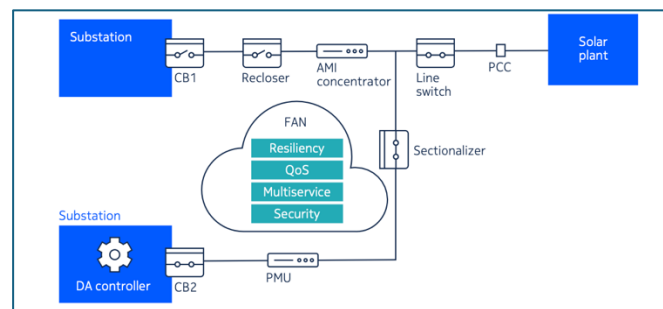 Substation
CB1
Recloser
AMI
concentrator
Line
switch
PCC
Solar
plant
FAN
Resiliency
QoS
Multiservice
Security
Sectionalizer
Substation
DA controller
CB2
PMU